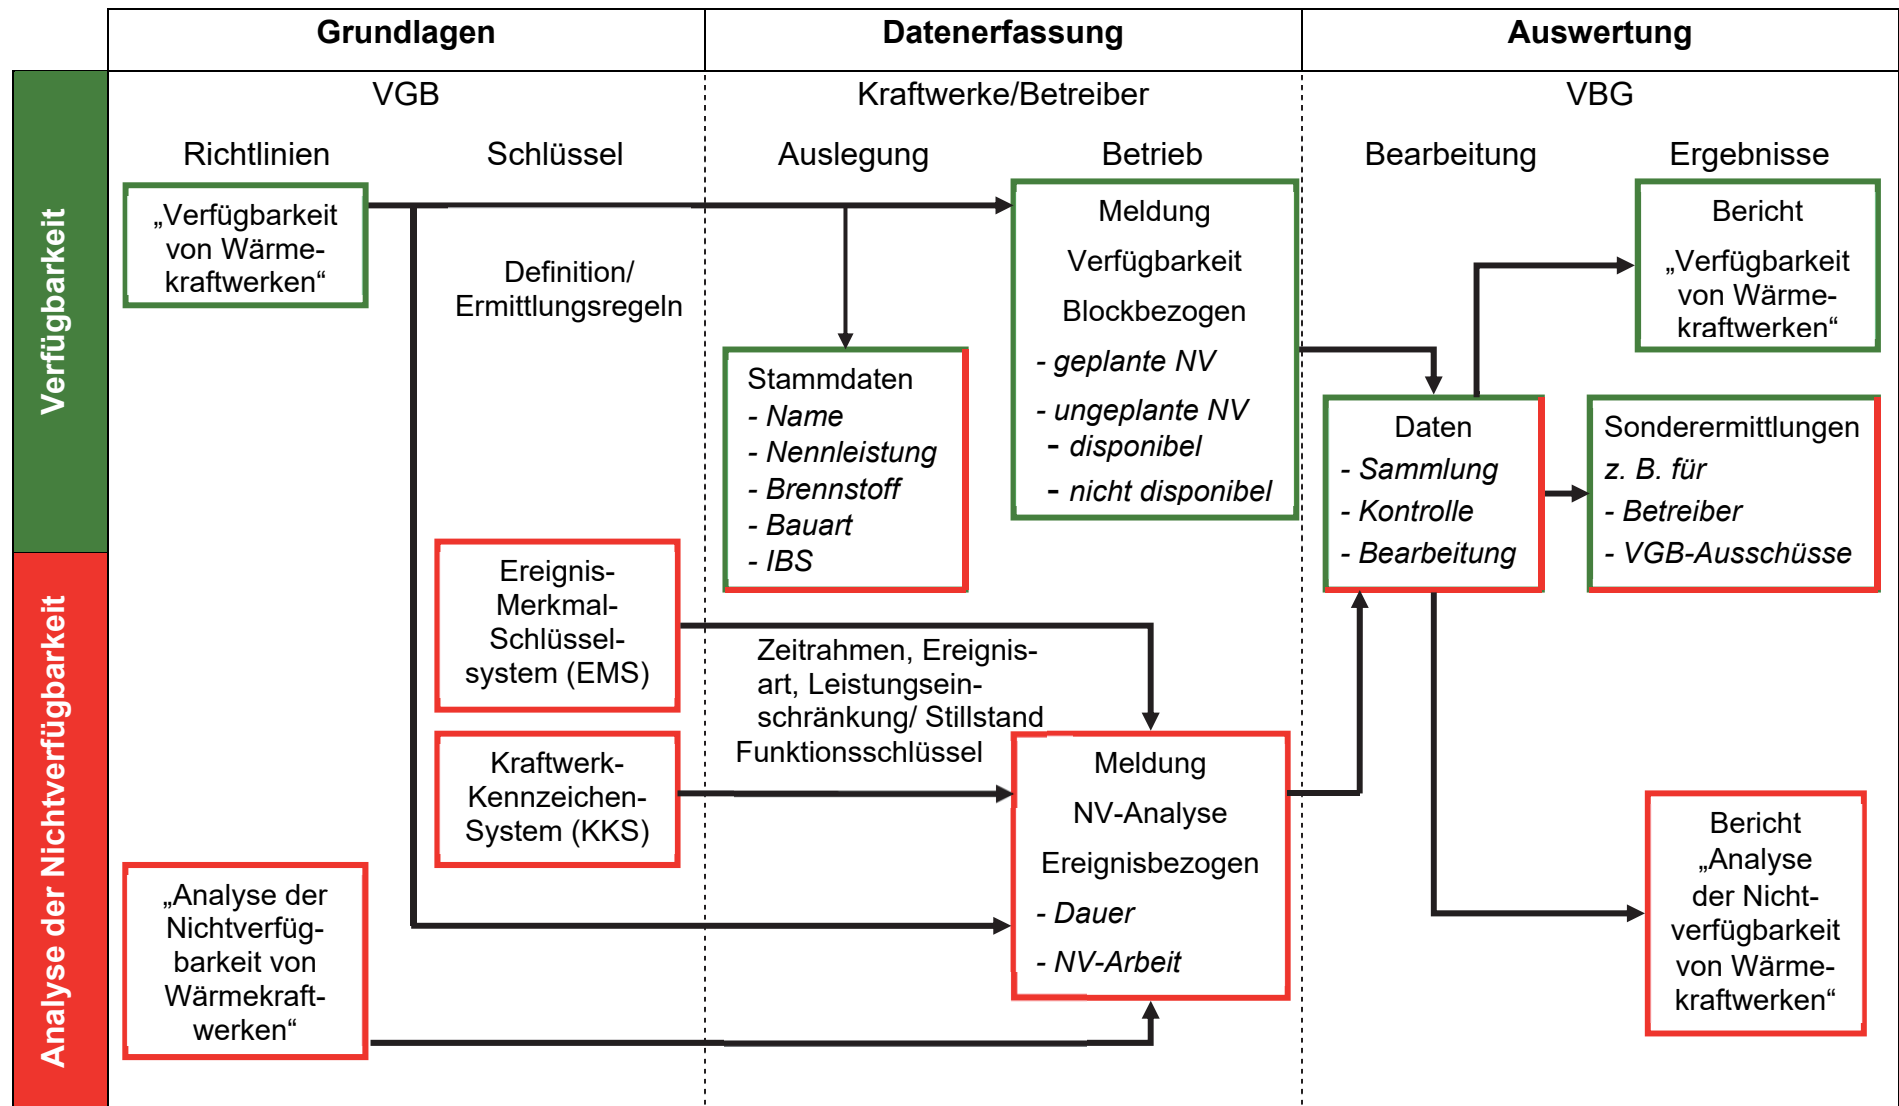 Grundlagen
Datenerfassung
Auswertung
Verfügbarkeit
Analyse der Nichtverfügbarkeit
VGB
Kraftwerke/Betreiber
VBG
Richtlinien
Schlüssel
Auslegung
Betrieb
Bearbeitung
Ergebnisse
„Verfügbarkeit
von Wärme-
kraftwerken“
Definition/
Ermittlungsregeln
Ereignis-
Merkmal-
Schlüssel-
system (EMS)
Kraftwerk-
Kennzeichen-
System (KKS)
„Analyse der
Nichtverfüg-
barkeit von
Wärmekraft-
werken“
Stammdaten
- Name
- Nennleistung
- Brennstoff
- Bauart
- IBS
Zeitrahmen, Ereignis-
art, Leistungsein-
schränkung/ Stillstand
Funktionsschlüssel
Meldung
Verfügbarkeit
Blockbezogen
- geplante NV
- ungeplante NV
- disponibel
- nicht disponibel
Meldung
NV-Analyse
Ereignisbezogen
- Dauer
- NV-Arbeit
Daten
- Sammlung
- Kontrolle
- Bearbeitung
Bericht
„Verfügbarkeit
von Wärme-
kraftwerken“
Sonderermittlungen
z. B. für
- Betreiber
- VGB-Ausschüsse
Bericht
„Analyse
der Nicht-
verfügbarkeit
von Wärme-
kraftwerken“